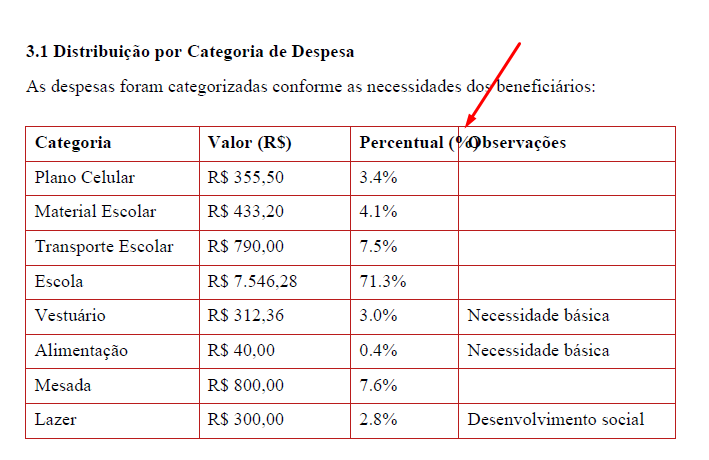 3.1 Distribuição por Categoria de Despesa
As despesas foram categorizadas conforme as necessidades dos beneficiários:
Categoria Valor (R$) Percentual (%) Observações
Plano Celular R$ 355,50 3.4%
Material Escolar R$ 433,20 4.1%
Transporte Escolar R$ 790,00 7.5%
Escola R$ 7.546,28 71.3%
Vestuário R$ 312,36 3.0% Necessidade básica
Alimentação R$ 40,00 0.4% Necessidade básica
Mesada R$ 800,00 7.6%
Lazer R$ 300,00 2.8% Desenvolvimento social